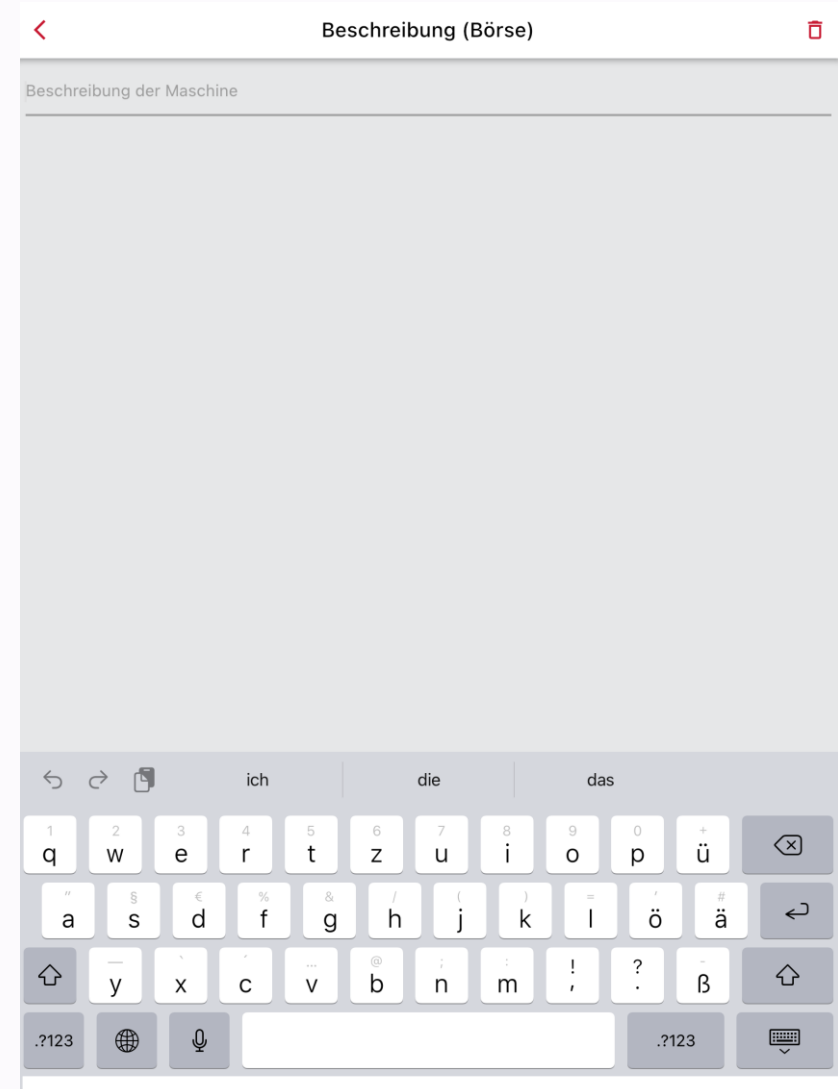 Beschreibung (Börse)
Beschreibung der Maschine
ich die das
1 2 3 4 5 6 7 8 9 0 +
q w e r t z u i o p ü
" § € % & / ( ) = ' #
a s d f g h j k l ö ä
— ` ´ ... @ ; : ! ? -
y x c v b n m , . ß
.?123 .?123